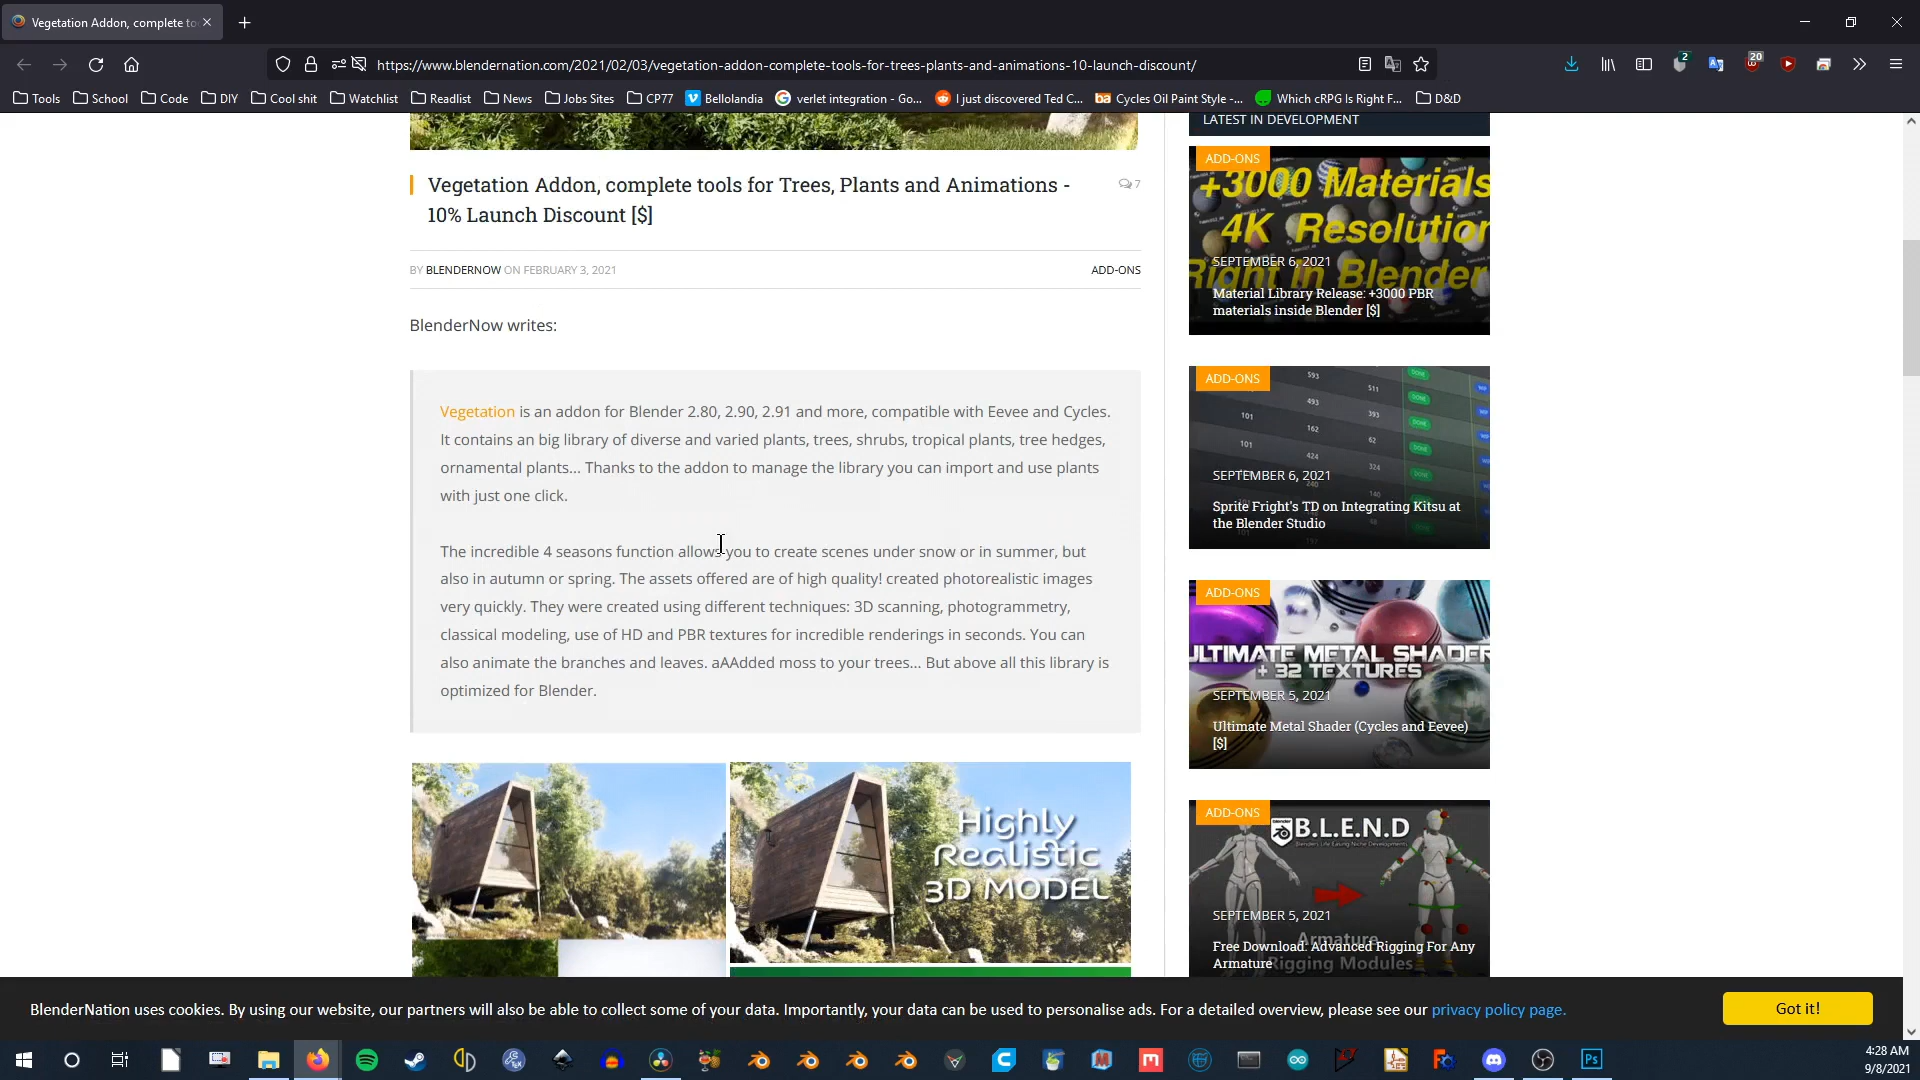 Vegetation Addon, complete to
https://www.blendernation.com/2021/02/03/vegetation-addon-complete-tools-for-trees-plants-and-animations-10-launch-discount/
2
20
Tools
School
Code
DIY
Cool shit
Watchlist
Readlist
News
Jobs Sites
CP77
Bellolandia
verlet integration - Go...
I just discovered Ted C...
Cycles Oil Paint Style -...
Which cRPG Is Right F...
D&D
Vegetation Addon, complete tools for Trees, Plants and Animations -
10% Launch Discount [$]
7
BY BLENDERNOW ON FEBRUARY 3, 2021
ADD-ONS
BlenderNow writes:
Vegetation is an addon for Blender 2.80, 2.90, 2.91 and more, compatible with Eevee and Cycles.
It contains an big library of diverse and varied plants, trees, shrubs, tropical plants, tree hedges,
ornamental plants... Thanks to the addon to manage the library you can import and use plants
with just one click.
The incredible 4 seasons function allows you to create scenes under snow or in summer, but
also in autumn or spring. The assets offered are of high quality! created photorealistic images
very quickly. They were created using different techniques: 3D scanning, photogrammetry,
classical modeling, use of HD and PBR textures for incredible renderings in seconds. You can
also animate the branches and leaves. aAAdded moss to your trees... But above all this library is
optimized for Blender.
Highly
Realistic
3D MODEL
LATEST IN DEVELOPMENT
ADD-ONS
+3000 Materials
4K Resolution
Right in Blender
SEPTEMBER 6, 2021
Material Library Release: +3000 PBR
materials inside Blender [$]
ADD-ONS
593 511
101 493 393
101 162 62
101 424 324
SEPTEMBER 6, 2021
Sprite Fright's TD on Integrating Kitsu at
the Blender Studio
ADD-ONS
ULTIMATE METAL SHADER
+ 32 TEXTURES
SEPTEMBER 5, 2021
Ultimate Metal Shader (Cycles and Eevee)
[$]
ADD-ONS
B.L.E.N.D
SEPTEMBER 5, 2021
Armature
Rigging Modules
Free Download: Advanced Rigging For Any
Armature
BlenderNation uses cookies. By using our website, our partners will also be able to collect some of your data. Importantly, your data can be used to personalise ads. For a detailed overview, please see our privacy policy page.
Got it!
Ps
4:28 AM
9/8/2021